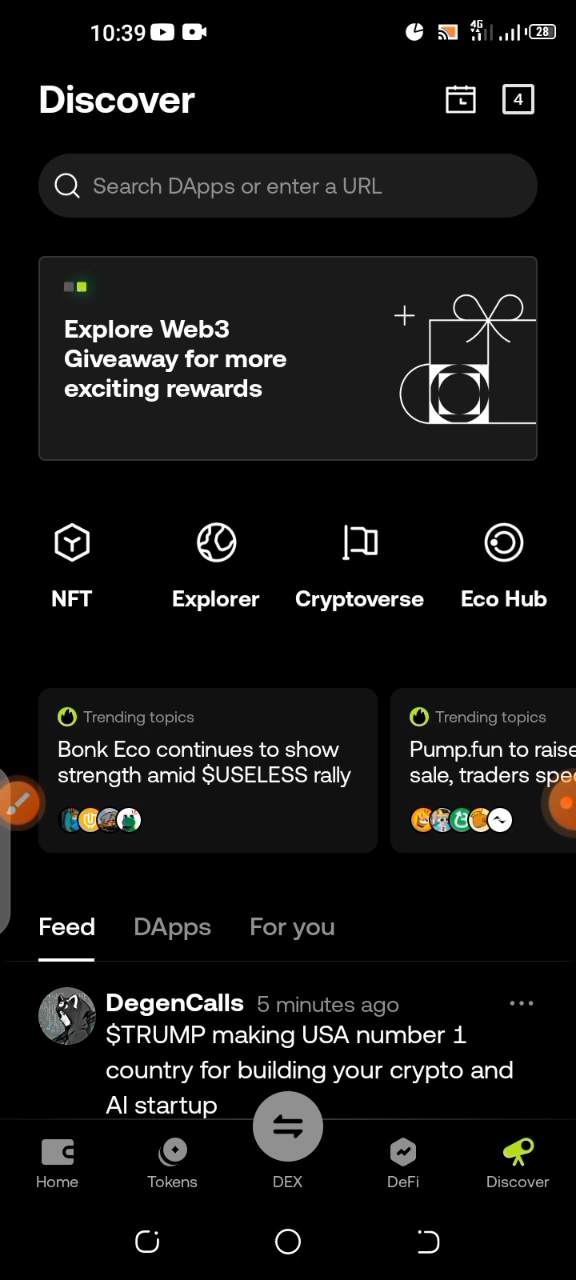 10:39
4G
28
Discover
4
Search DApps or enter a URL
Explore Web3
Giveaway for more
exciting rewards
NFT
Explorer
Cryptoverse
Eco Hub
Trending topics
Bonk Eco continues to show
strength amid $USELESS rally
Trending topics
Pump.fun to raise
sale, traders spe
Feed
DApps
For you
DegenCalls 5 minutes ago
$TRUMP making USA number 1
country for building your crypto and
AI startup
Home
Tokens
DEX
DeFi
Discover